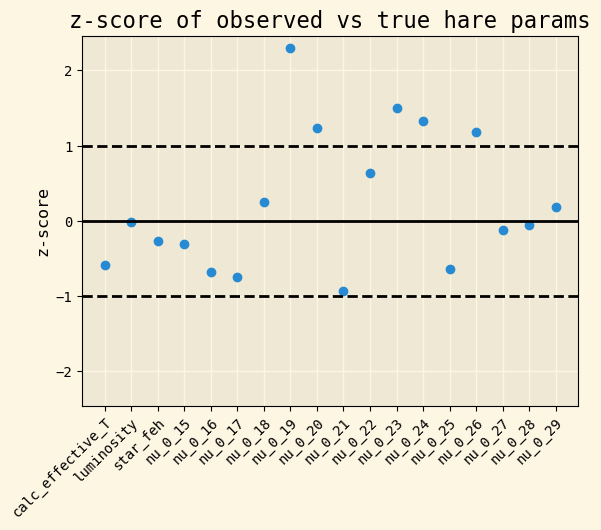 z-score of observed vs true hare params
z-score
2
1
0
−1
−2
calc_effective_T
luminosity
star_feh
nu_0_15
nu_0_16
nu_0_17
nu_0_18
nu_0_19
nu_0_20
nu_0_21
nu_0_22
nu_0_23
nu_0_24
nu_0_25
nu_0_26
nu_0_27
nu_0_28
nu_0_29